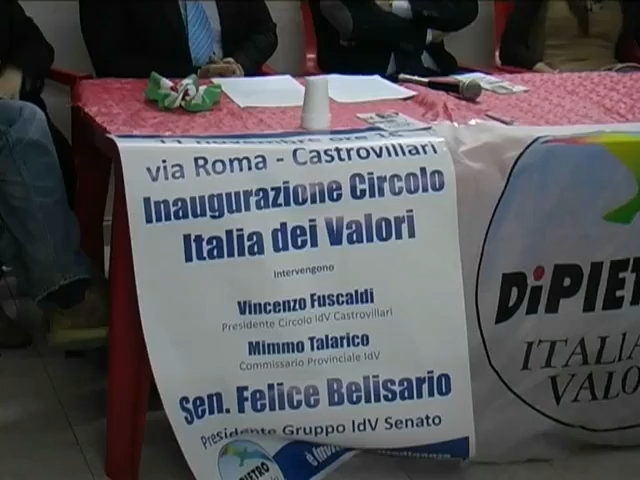 via Roma - Castrovillari
Inaugurazione Circolo
Italia dei Valori
Intervengono
Vincenzo Fuscaldi
Presidente Circolo IdV Castrovillari
Mimmo Talarico
Commissario Provinciale IdV
Sen. Felice Belisario
Presidente Gruppo IdV Senato
DiPIET
ITALIA
VALO